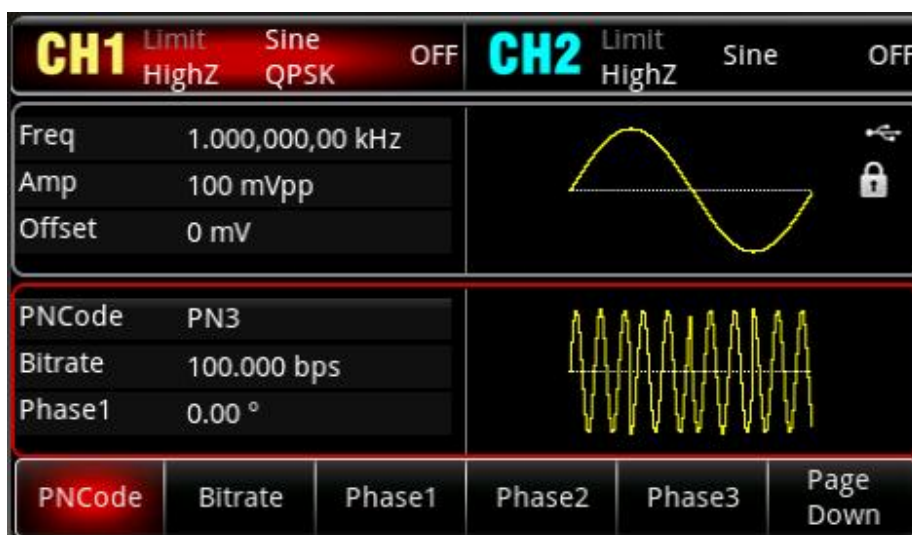 CH1 Limit Sine OFF CH2 Limit Sine OFF
HighZ QPSK HighZ
Freq 1.000,000,00 kHz
Amp 100 mVpp
Offset 0 mV
PNCode PN3
Bitrate 100.000 bps
Phase1 0.00 °
PNCode Bitrate Phase1 Phase2 Phase3 Page
Down